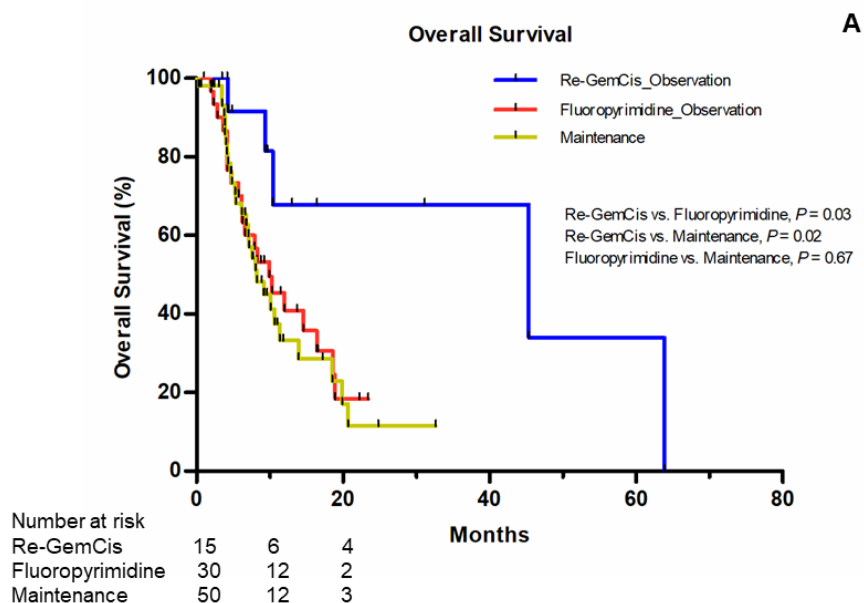 A
Overall Survival
Re-GemCis_Observation
Fluoropyrimidine_Observation
Maintenance
Re-GemCis vs. Fluoropyrimidine, P = 0.03
Re-GemCis vs. Maintenance, P = 0.02
Fluoropyrimidine vs. Maintenance, P = 0.67
Overall Survival (%)
100
80
60
40
20
0
0 20 40 60 80
Months
Number at risk
Re-GemCis 15 6 4
Fluoropyrimidine 30 12 2
Maintenance 50 12 3